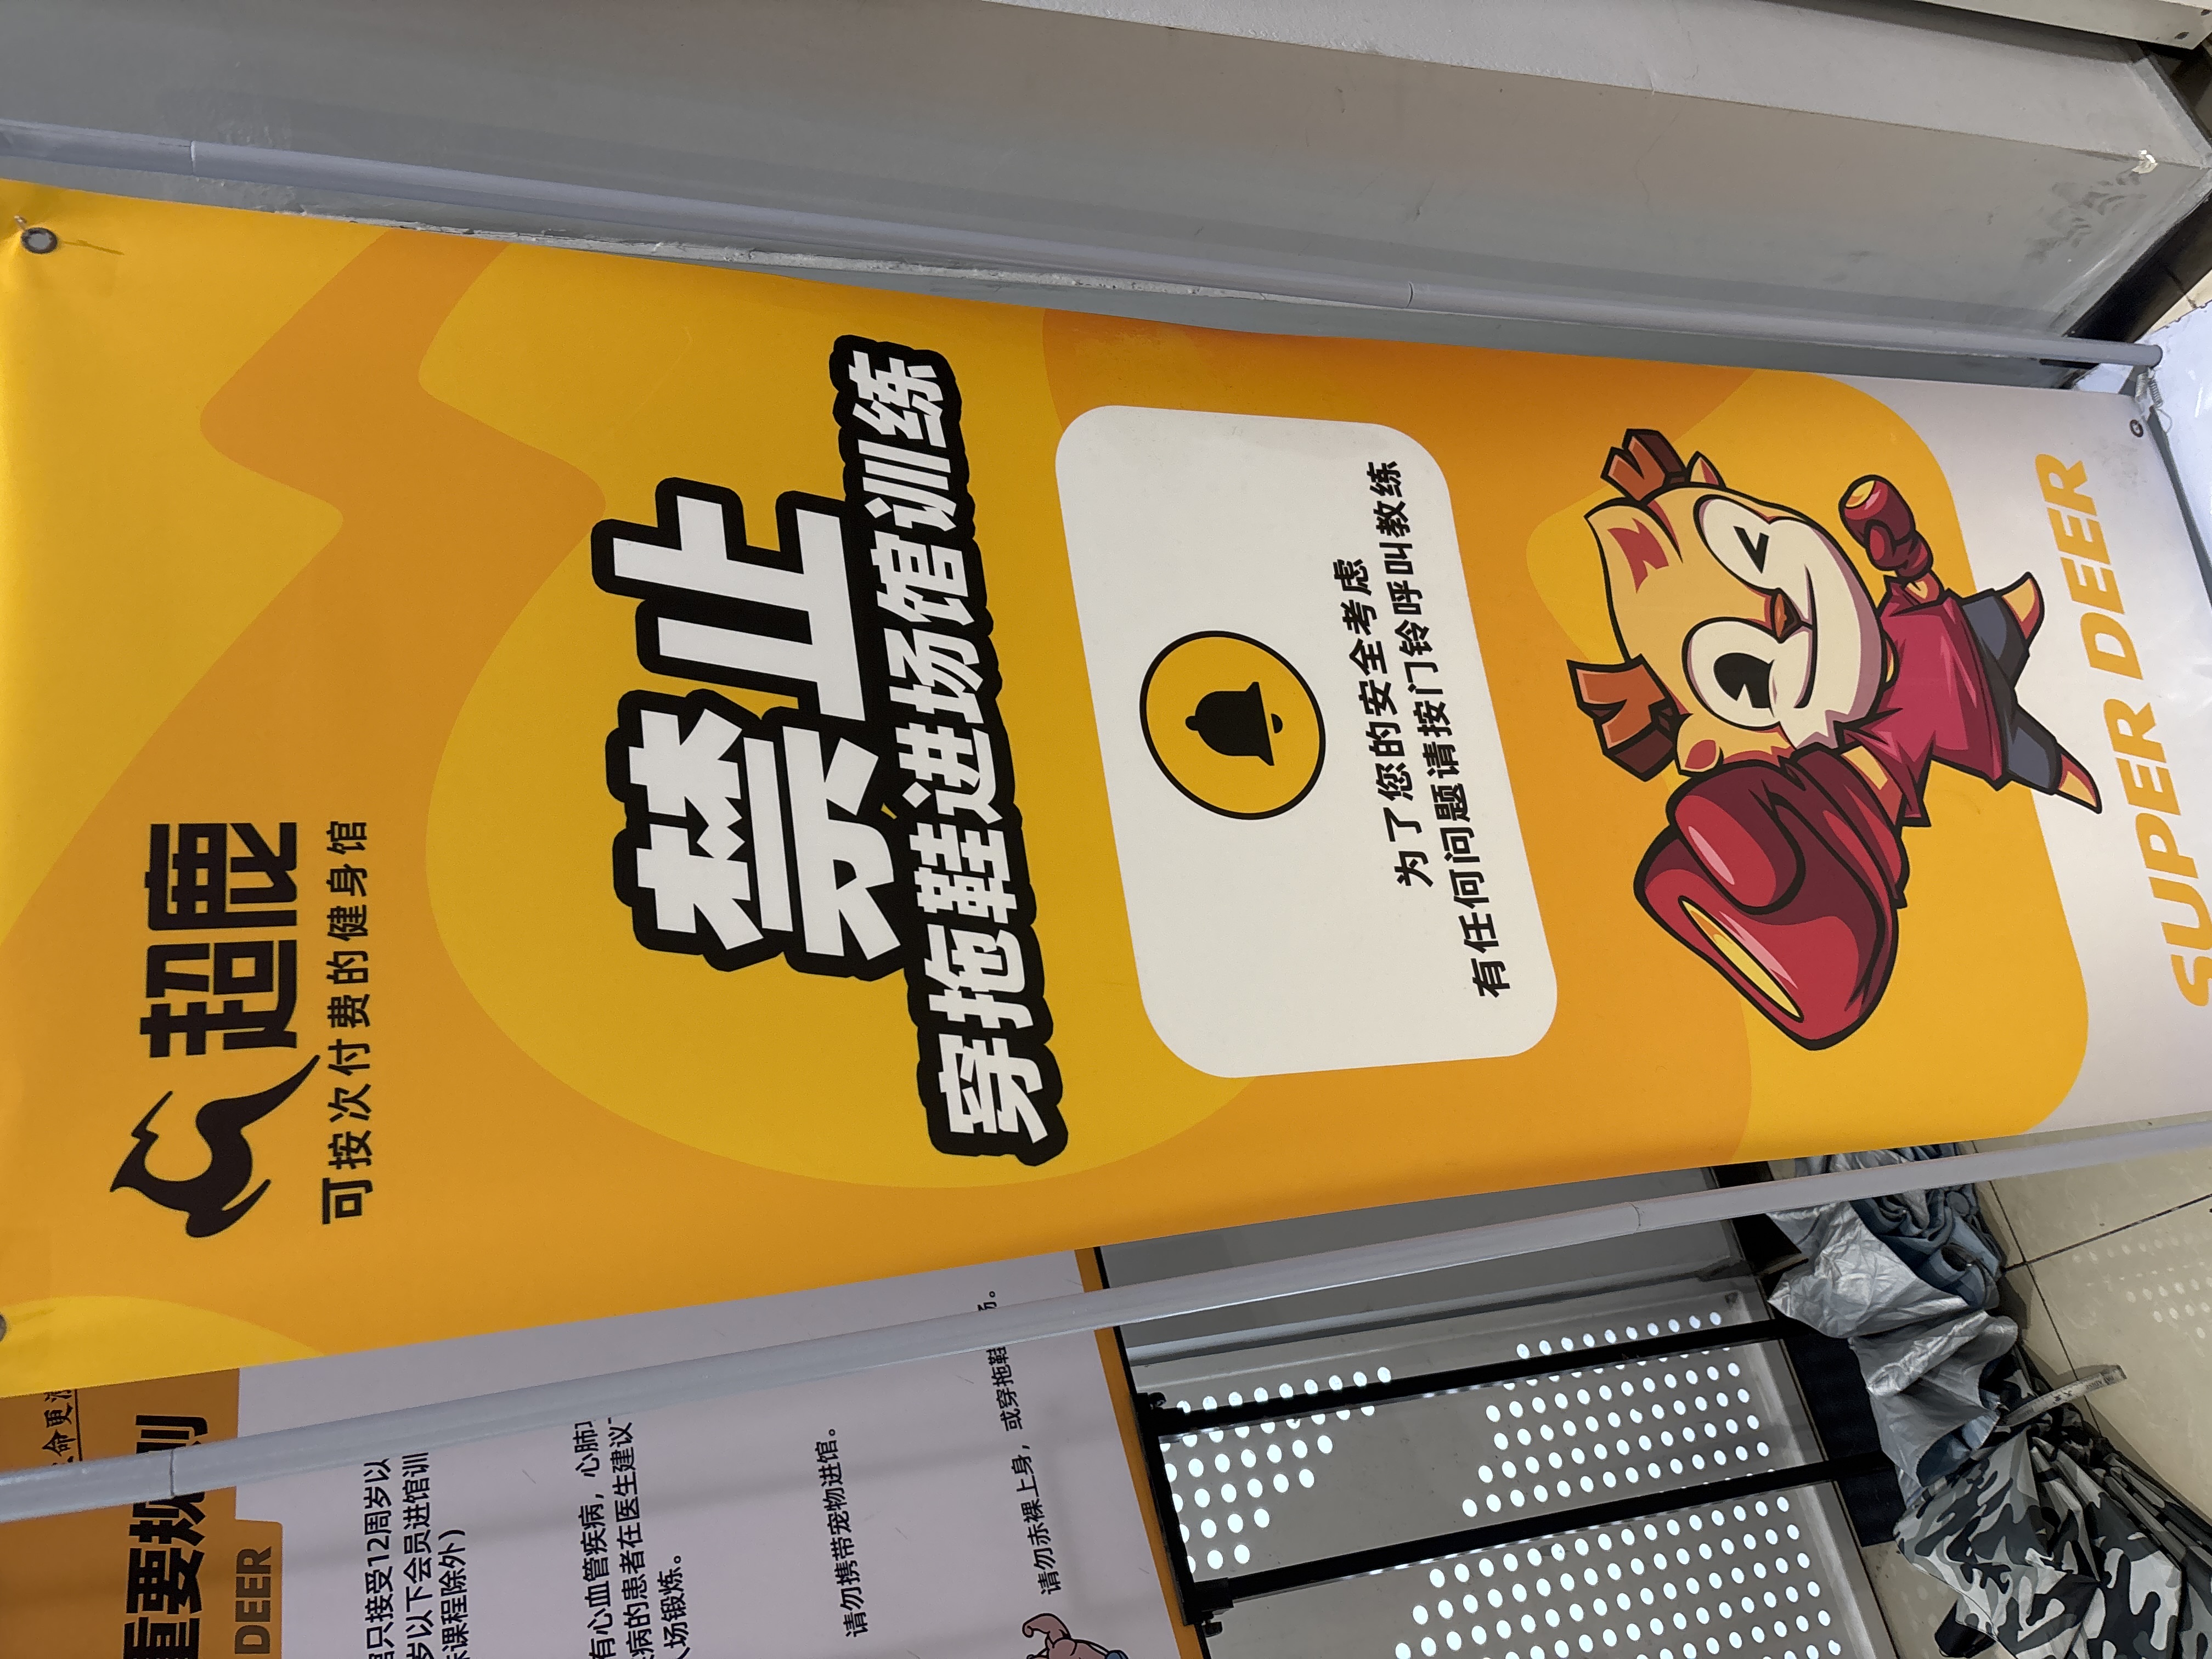 超鹿
可按次付费的健身馆
禁止
穿拖鞋进场馆训练
为了您的安全考虑
有任何问题请按门铃呼叫教练
SUPER DEER
命更
重要规则
DEER
只接受12周岁以
岁以下会员进馆训
课程除外）
有心血管疾病，心肺
病的患者在医生建议
场锻炼。
请勿携带宠物进馆。
请勿赤裸上身，或穿拖鞋